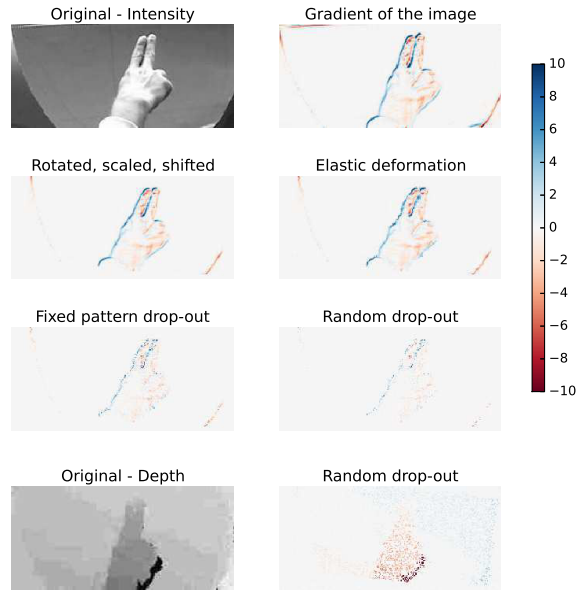 Original - Intensity
Gradient of the image
Rotated, scaled, shifted
Elastic deformation
Fixed pattern drop-out
Random drop-out
Original - Depth
Random drop-out
10
8
6
4
2
0
−2
−4
−6
−8
−10